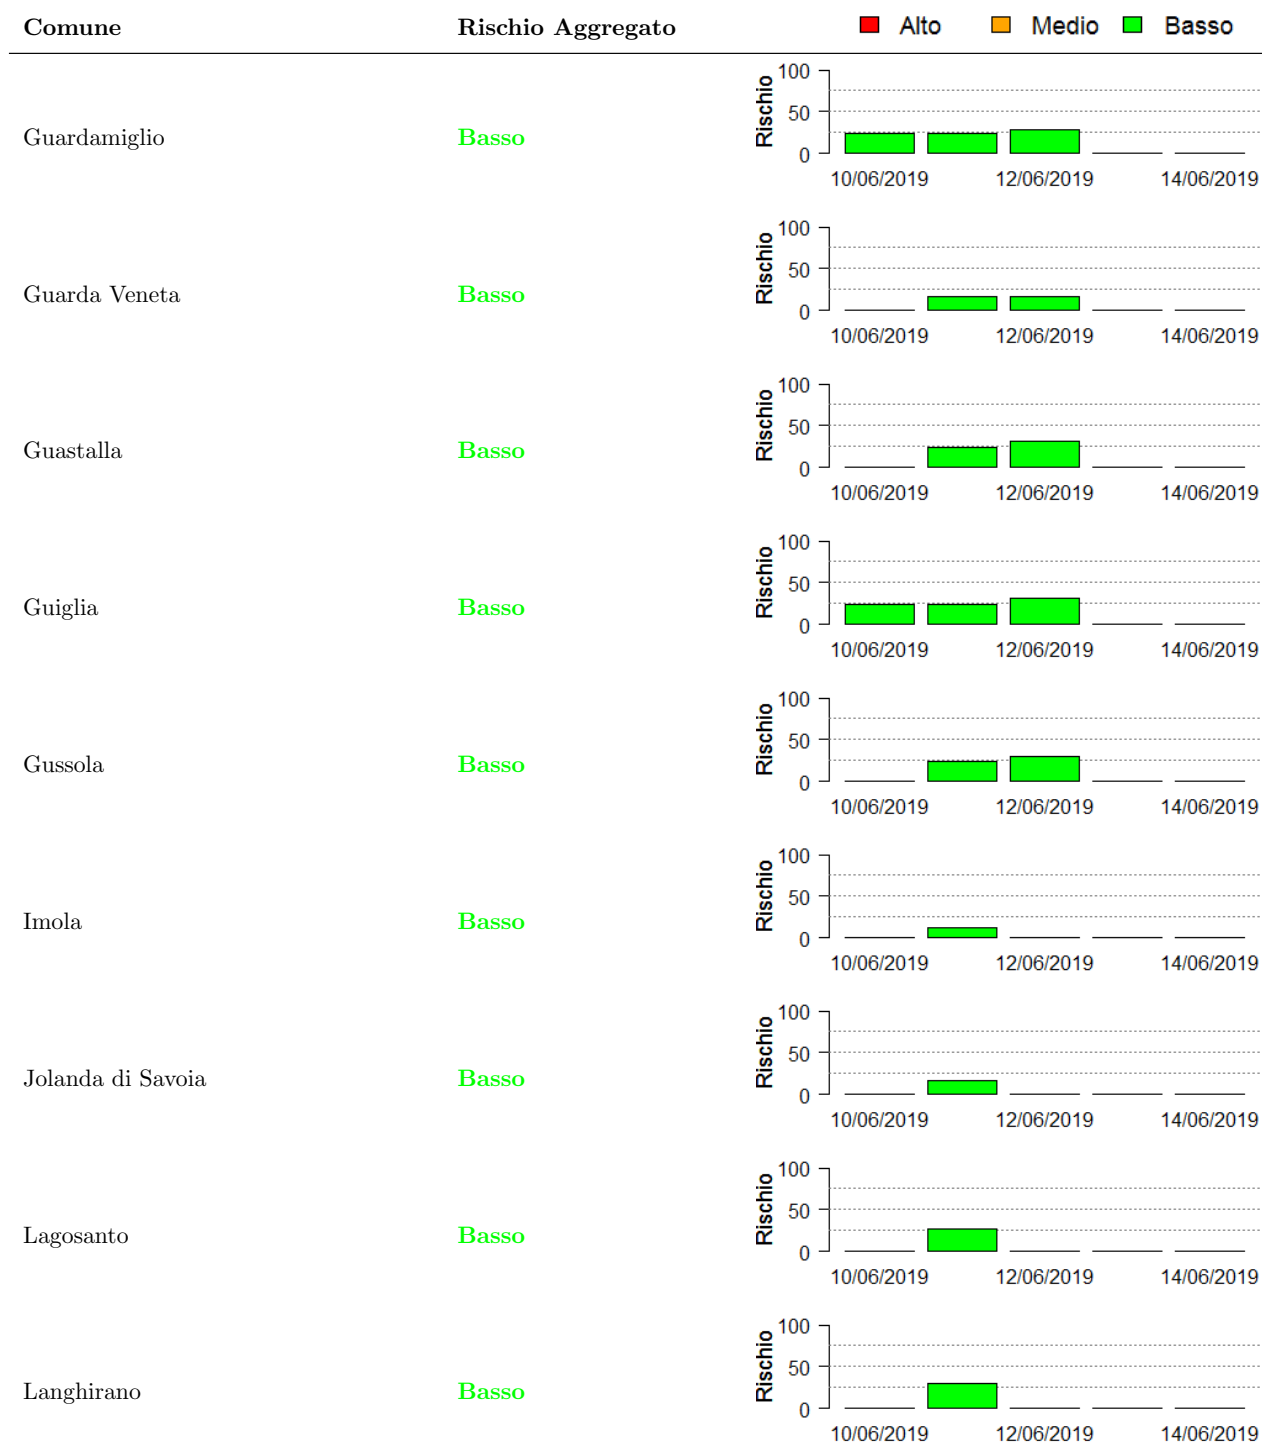 Comune Rischio Aggregato Alto Medio Basso
Guardamiglio Basso
Rischio
100
50
0
10/06/2019 12/06/2019 14/06/2019
Guarda Veneta Basso
Rischio
100
50
0
10/06/2019 12/06/2019 14/06/2019
Guastalla Basso
Rischio
100
50
0
10/06/2019 12/06/2019 14/06/2019
Guiglia Basso
Rischio
100
50
0
10/06/2019 12/06/2019 14/06/2019
Gussola Basso
Rischio
100
50
0
10/06/2019 12/06/2019 14/06/2019
Imola Basso
Rischio
100
50
0
10/06/2019 12/06/2019 14/06/2019
Jolanda di Savoia Basso
Rischio
100
50
0
10/06/2019 12/06/2019 14/06/2019
Lagosanto Basso
Rischio
100
50
0
10/06/2019 12/06/2019 14/06/2019
Langhirano Basso
Rischio
100
50
0
10/06/2019 12/06/2019 14/06/2019